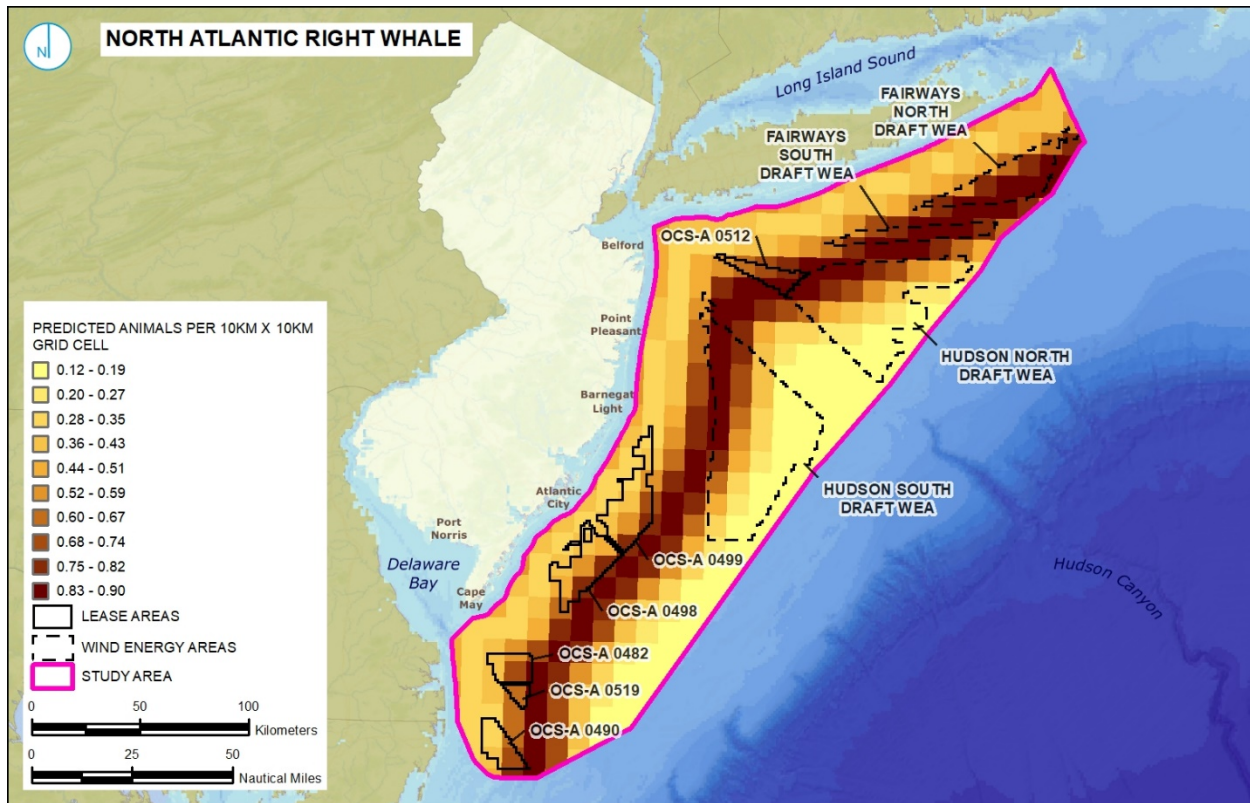 N
NORTH ATLANTIC RIGHT WHALE
Long Island Sound
FAIRWAYS
NORTH
DRAFT WEA
FAIRWAYS
SOUTH
DRAFT WEA
OCS-A 0512
Belford
Point
Pleasant
Barnegat
Light
HUDSON NORTH
DRAFT WEA
HUDSON SOUTH
DRAFT WEA
Atlantic
City
Port
Norris
Delaware
Bay
Cape
May
OCS-A 0499
OCS-A 0498
OCS-A 0482
OCS-A 0519
OCS-A 0490
Hudson Canyon
PREDICTED ANIMALS PER 10KM X 10KM
GRID CELL
0.12 - 0.19
0.20 - 0.27
0.28 - 0.35
0.36 - 0.43
0.44 - 0.51
0.52 - 0.59
0.60 - 0.67
0.68 - 0.74
0.75 - 0.82
0.83 - 0.90
LEASE AREAS
WIND ENERGY AREAS
STUDY AREA
0 50 100
Kilometers
0 25 50
Nautical Miles